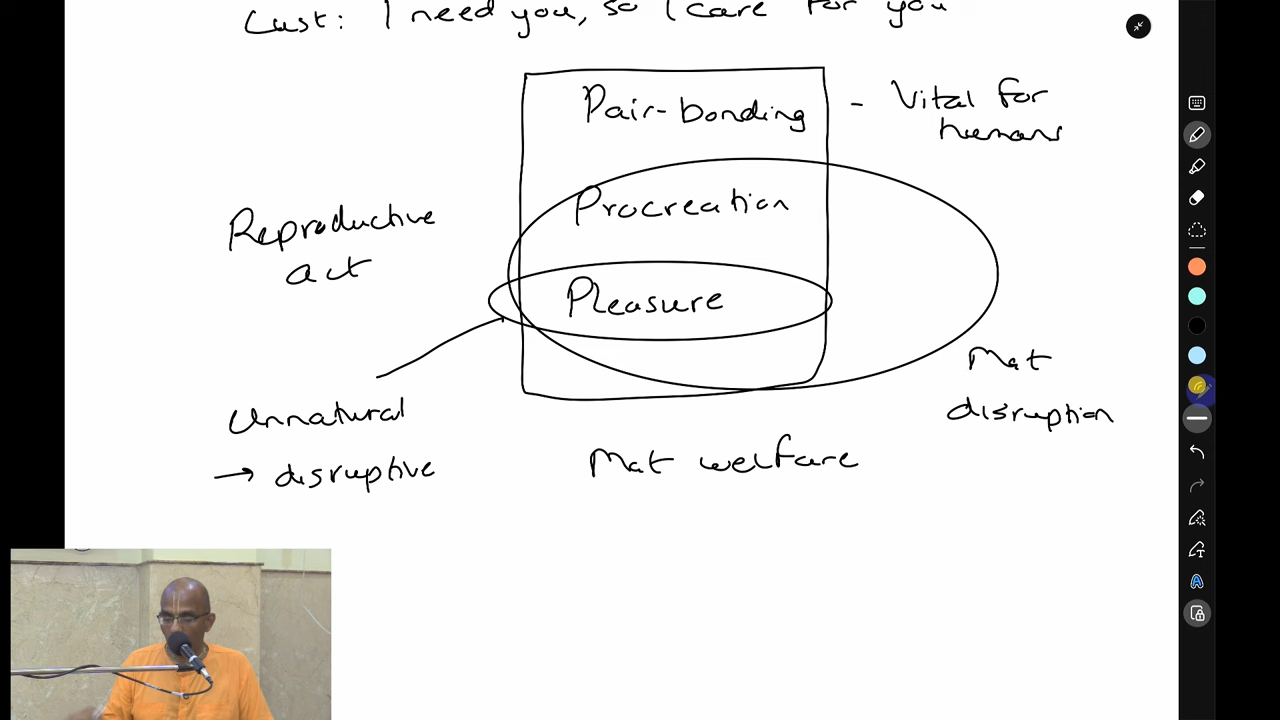 Lust: I need you, so I care for you
Pair-bonding - Vital for
humans
Procreation
Reproductive
act
Pleasure
Mat
disruption
Unnatural
→ disruptive
Mat welfare